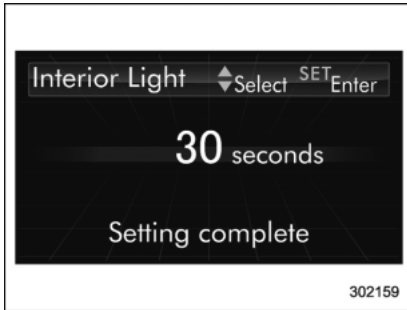 Interior Light Select SET Enter
30 seconds
Setting complete
302159